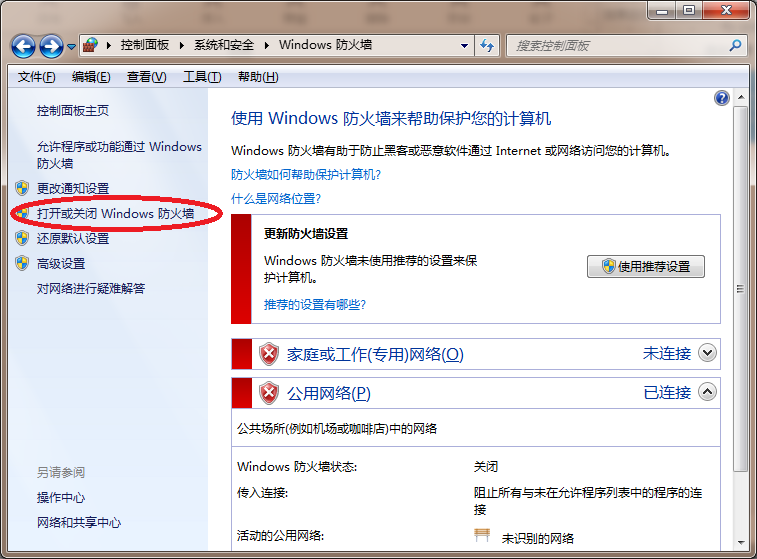 控制面板 ▸ 系统和安全 ▸ Windows 防火墙
搜索控制面板
文件(F) 编辑(E) 查看(V) 工具(T) 帮助(H)
控制面板主页
允许程序或功能通过 Windows
防火墙
更改通知设置
打开或关闭 Windows 防火墙
还原默认设置
高级设置
对网络进行疑难解答
另请参阅
操作中心
网络和共享中心
使用 Windows 防火墙来帮助保护您的计算机
Windows 防火墙有助于防止黑客或恶意软件通过 Internet 或网络访问您的计算机。
防火墙如何帮助保护计算机?
什么是网络位置?
更新防火墙设置
Windows 防火墙未使用推荐的设置来保
护计算机。
使用推荐设置
推荐的设置有哪些?
家庭或工作(专用)网络(O) 未连接
公用网络(P) 已连接
公共场所(例如机场或咖啡店)中的网络
Windows 防火墙状态: 关闭
传入连接: 阻止所有与未在允许程序列表中的程序的连
接
活动的公用网络: 未识别的网络